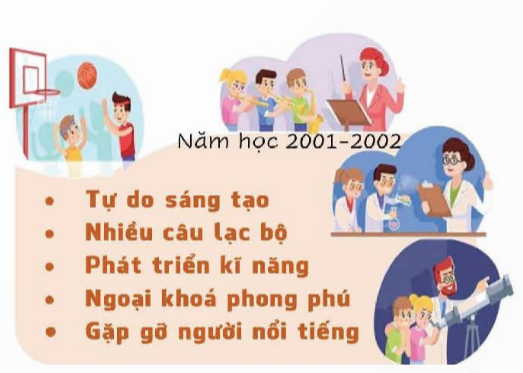 Năm học 2001-2002
• Tự do sáng tạo
• Nhiều câu lạc bộ
• Phát triển kĩ năng
• Ngoại khoá phong phú
• Gặp gỡ người nổi tiếng